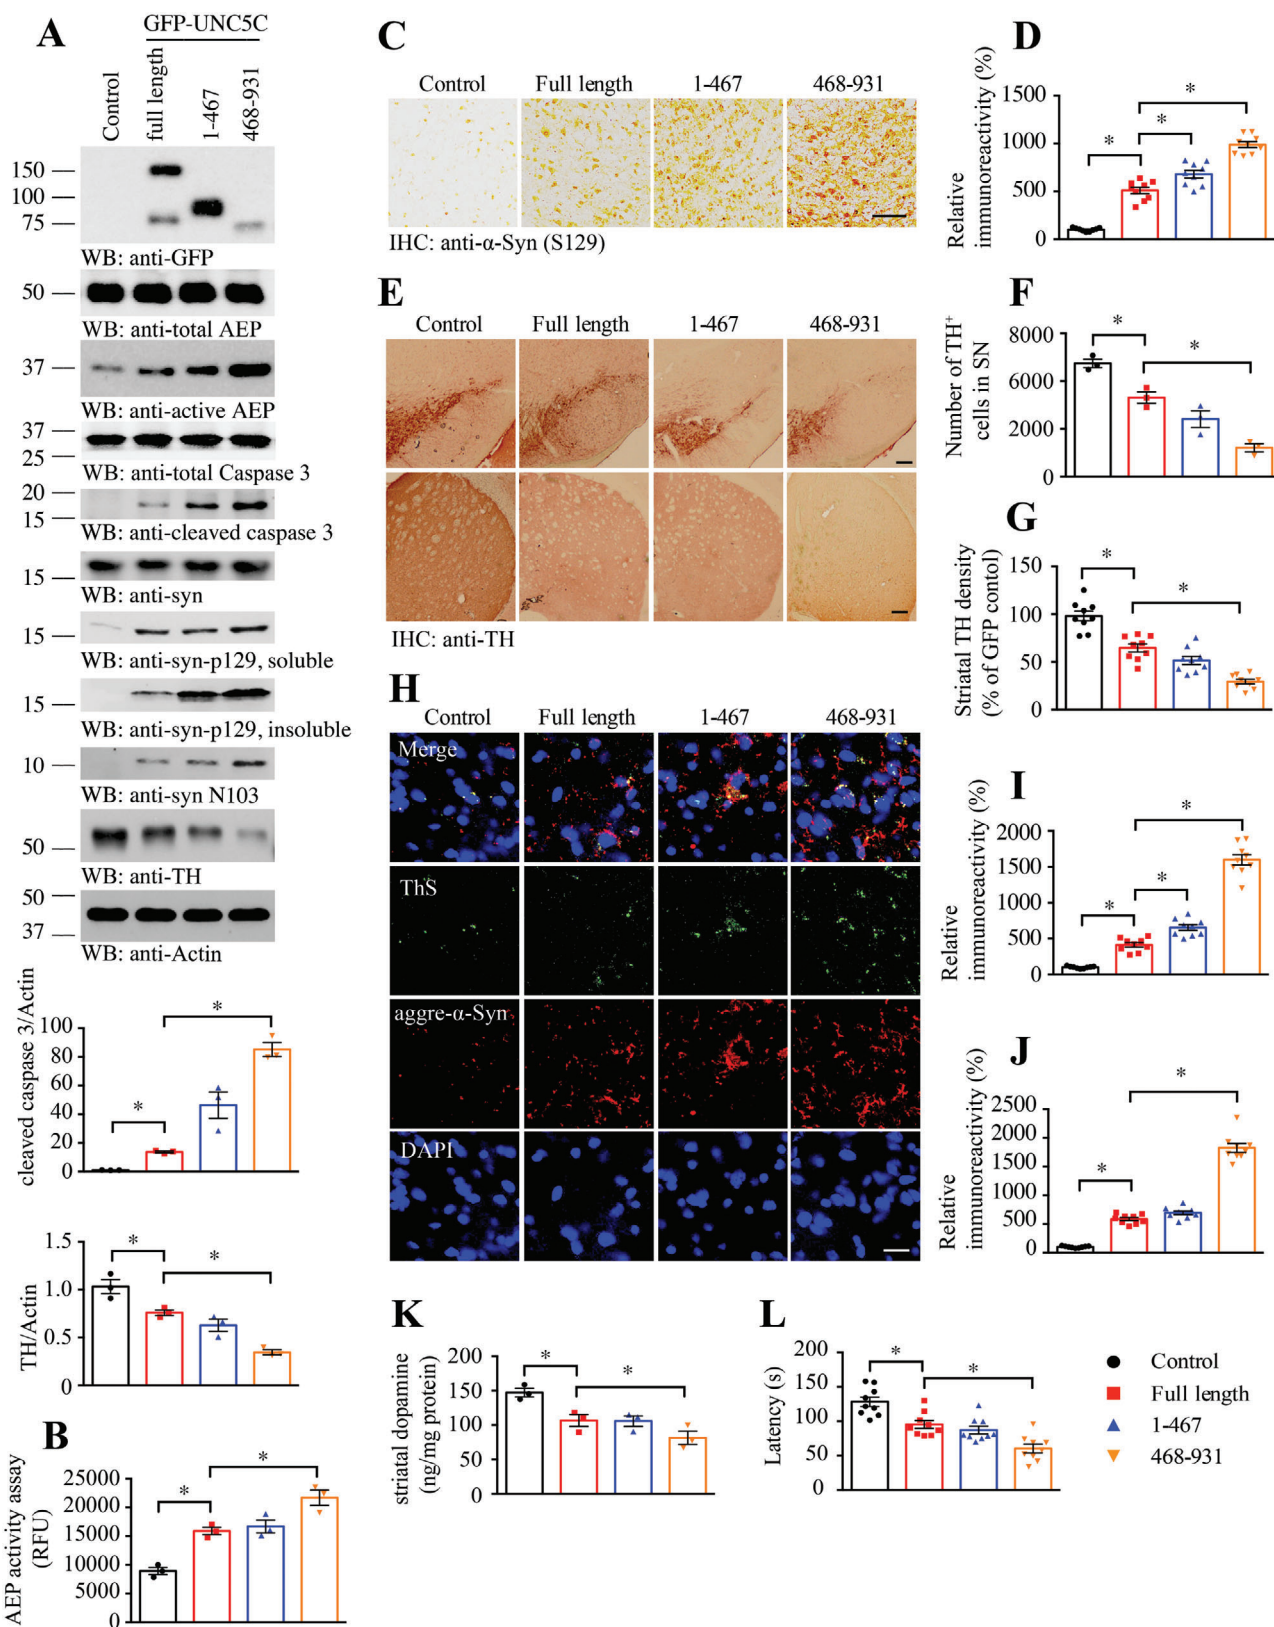 A
GFP-UNC5C
Control
full length
1-467
468-931
150
100
75
WB: anti-GFP
50
WB: anti-total AEP
37
WB: anti-active AEP
37
25
WB: anti-total Caspase 3
20
15
WB: anti-cleaved caspase 3
15
WB: anti-syn
15
WB: anti-syn-p129, soluble
15
WB: anti-syn-p129, insoluble
10
WB: anti-syn N103
50
WB: anti-TH
50
37
WB: anti-Actin
cleaved caspase 3/Actin
100
80
60
40
20
0
*
*
TH/Actin
1.5
1.0
0.5
0
*
*
B
AEP activity assay
(RFU)
25000
20000
15000
10000
5000
0
*
*
C
Control
Full length
1-467
468-931
IHC: anti-α-Syn (S129)
D
Relative
immunoreactivity (%)
1500
1000
500
0
*
*
*
E
Control
Full length
1-467
468-931
IHC: anti-TH
F
Number of TH+
cells in SN
8000
6000
2000
0
*
*
G
Striatal TH density
(% of GFP contol)
150
100
50
0
*
*
H
Control
Full length
1-467
468-931
Merge
ThS
aggre-α-Syn
DAPI
I
Relative
immunoreactivity (%)
2000
1500
1000
500
0
*
*
*
J
Relative
immunoreactivity (%)
2500
2000
1500
1000
500
0
*
*
K
striatal dopamine
(ng/mg protein)
200
150
100
50
0
*
*
L
Latency (s)
200
150
100
50
0
*
*
Control
Full length
1-467
468-931